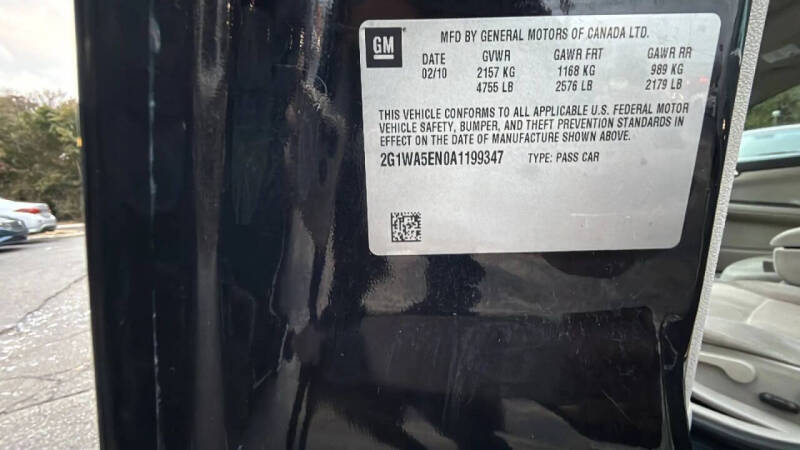 GM MFD BY GENERAL MOTORS OF CANADA LTD.
DATE GVWR GAWR FRT GAWR RR
02/10 2157 KG 1168 KG 989 KG
4755 LB 2576 LB 2179 LB
THIS VEHICLE CONFORMS TO ALL APPLICABLE U.S. FEDERAL MOTOR
VEHICLE SAFETY, BUMPER, AND THEFT PREVENTION STANDARDS IN
EFFECT ON THE DATE OF MANUFACTURE SHOWN ABOVE.
2G1WA5EN0A1199347 TYPE: PASS CAR